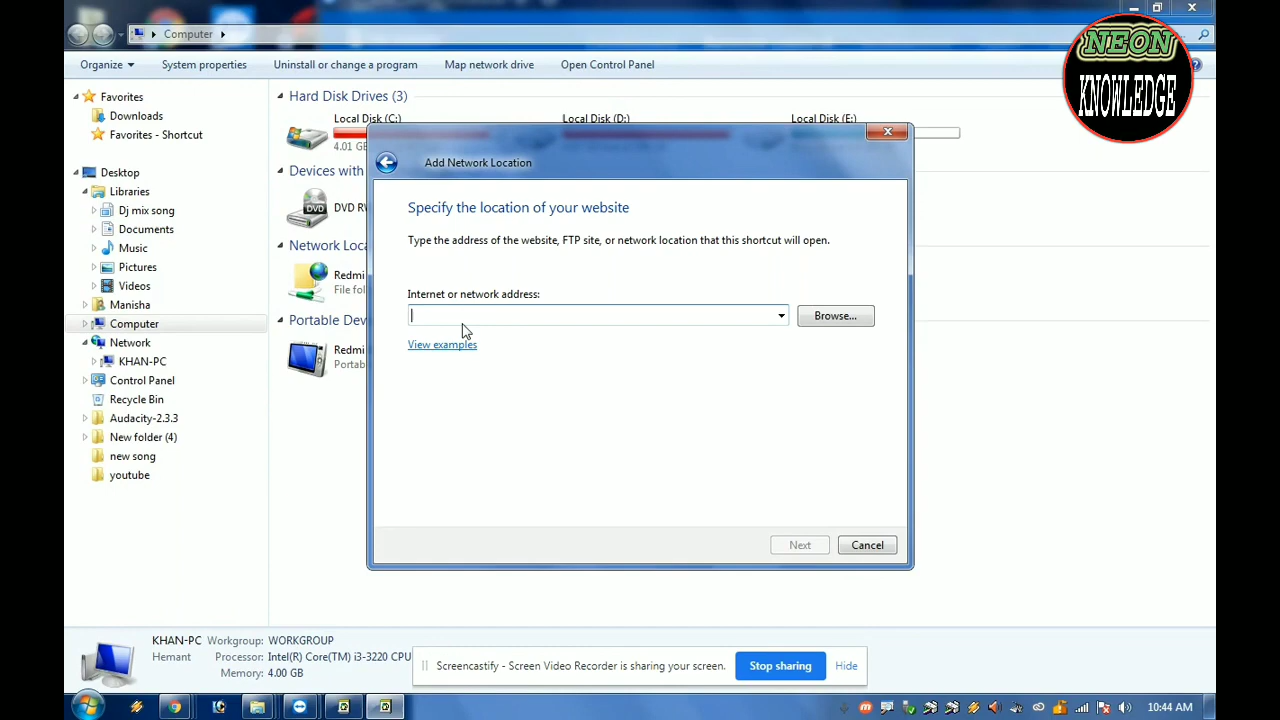 Computer
Organize
System properties
Uninstall or change a program
Map network drive
Open Control Panel
NEON
KNOWLEDGE
Favorites
Downloads
Favorites - Shortcut
Desktop
Libraries
Dj mix song
Documents
Music
Pictures
Videos
Manisha
Computer
Network
KHAN-PC
Control Panel
Recycle Bin
Audacity-2.3.3
New folder (4)
new song
youtube
Hard Disk Drives (3)
Local Disk (C:)
Local Disk (D:)
Local Disk (E:)
4.01 GB
Devices with
DVD RW
Network Loca
Redmi
File fol
Portable Dev
Redmi
Portab
Add Network Location
Specify the location of your website
Type the address of the website, FTP site, or network location that this shortcut will open.
Internet or network address:
Browse...
View examples
Next
Cancel
KHAN-PC Workgroup: WORKGROUP
Hemant Processor: Intel(R) Core(TM) i3-3220 CPU
Memory: 4.00 GB
Screencastify - Screen Video Recorder is sharing your screen.
Stop sharing
Hide
10:44 AM